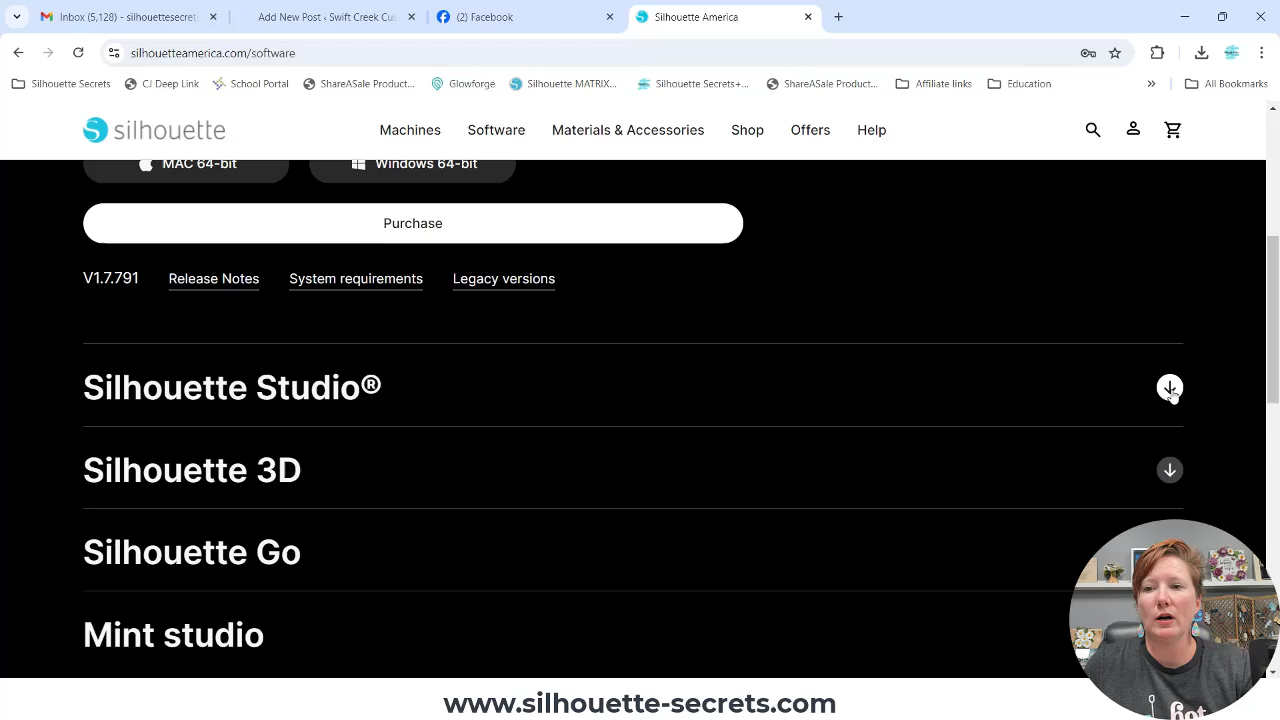 Inbox (5,128) - silhouettesecret
Add New Post ‹ Swift Creek Cus
(2) Facebook
Silhouette America
silhouetteamerica.com/software
Silhouette Secrets
CJ Deep Link
School Portal
ShareASale Produc...
Glowforge
Silhouette MATRIX...
Silhouette Secrets+...
ShareASale Product...
Affiliate links
Education
All Bookmarks
silhouette
Machines
Software
Materials & Accessories
Shop
Offers
Help
MAC 64-bit
Windows 64-bit
Purchase
V1.7.791
Release Notes
System requirements
Legacy versions
Silhouette Studio®
Silhouette 3D
Silhouette Go
Mint studio
www.silhouette-secrets.com